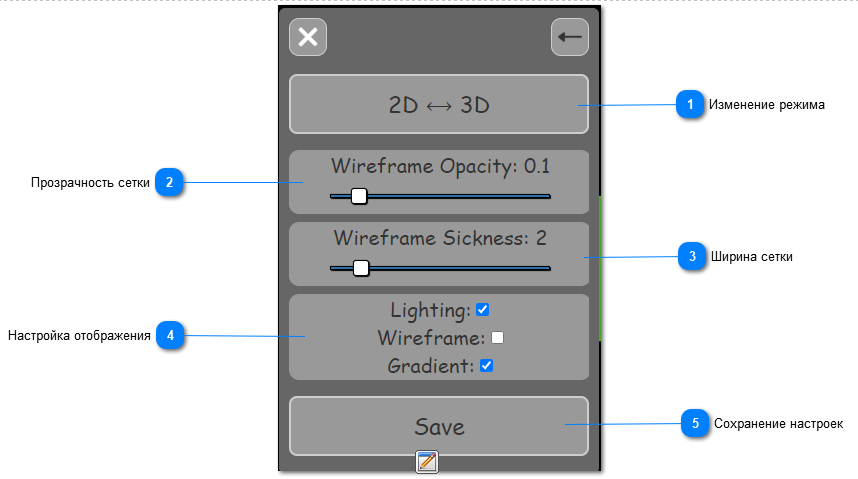 2D ↔ 3D
1 Изменение режима
Wireframe Opacity: 0.1
Прозрачность сетки 2
Wireframe Sickness: 2
3 Ширина сетки
Lighting:
Wireframe:
Gradient:
Настройка отображения 4
Save
5 Сохранение настроек